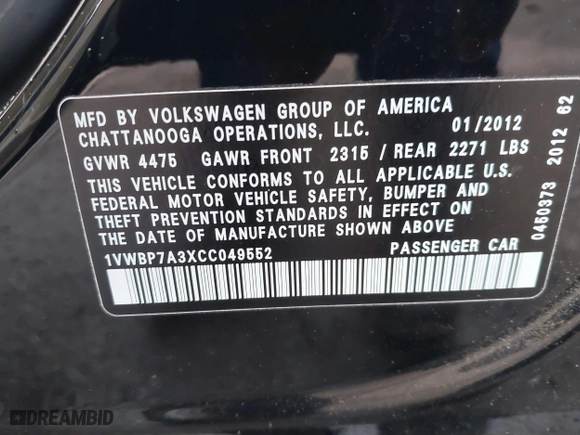 MFD BY VOLKSWAGEN GROUP OF AMERICA
CHATTANOOGA OPERATIONS, LLC. 01/2012
GVWR 4475 GAWR FRONT 2315 / REAR 2271 LBS
THIS VEHICLE CONFORMS TO ALL APPLICABLE U.S.
FEDERAL MOTOR VEHICLE SAFETY, BUMPER AND
THEFT PREVENTION STANDARDS IN EFFECT ON
THE DATE OF MANUFACTURE SHOWN ABOVE
1VWBP7A3XCC049552 PASSENGER CAR
0450373 2012 62
DREAMBID